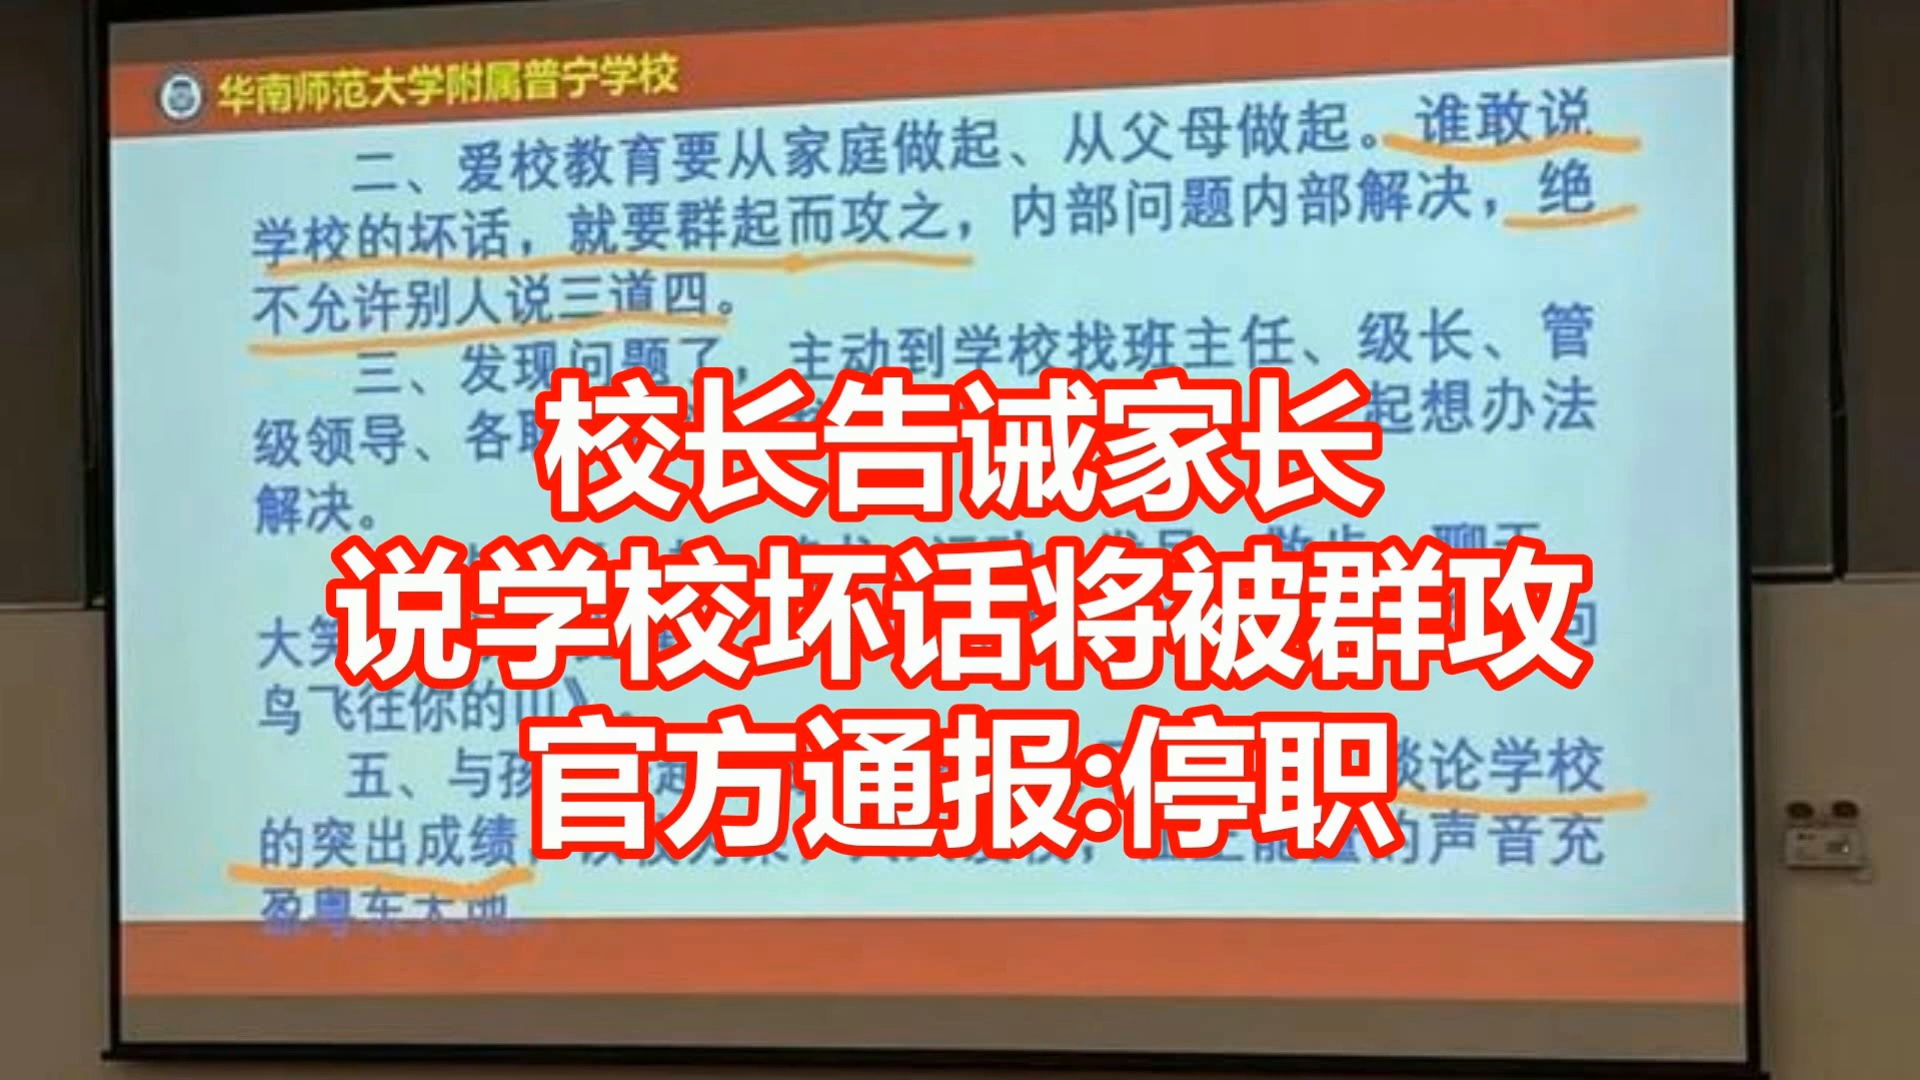 华南师范大学附属普宁学校
二、爱校教育要从家庭做起、从父母做起。谁敢说
学校的坏话，就要群起而攻之，内部问题内部解决，绝
不允许别人说三道四。
三、发现问题了，主动到学校找班主任、级长、管
级领导、各 起想办法
解决。
校长告诫家长
说学校坏话将被群攻
大笑
鸟飞往你的山》。
官方通报:停职
五、与孩 谈论学校
的突出成绩 的声音充
盈粤东大地